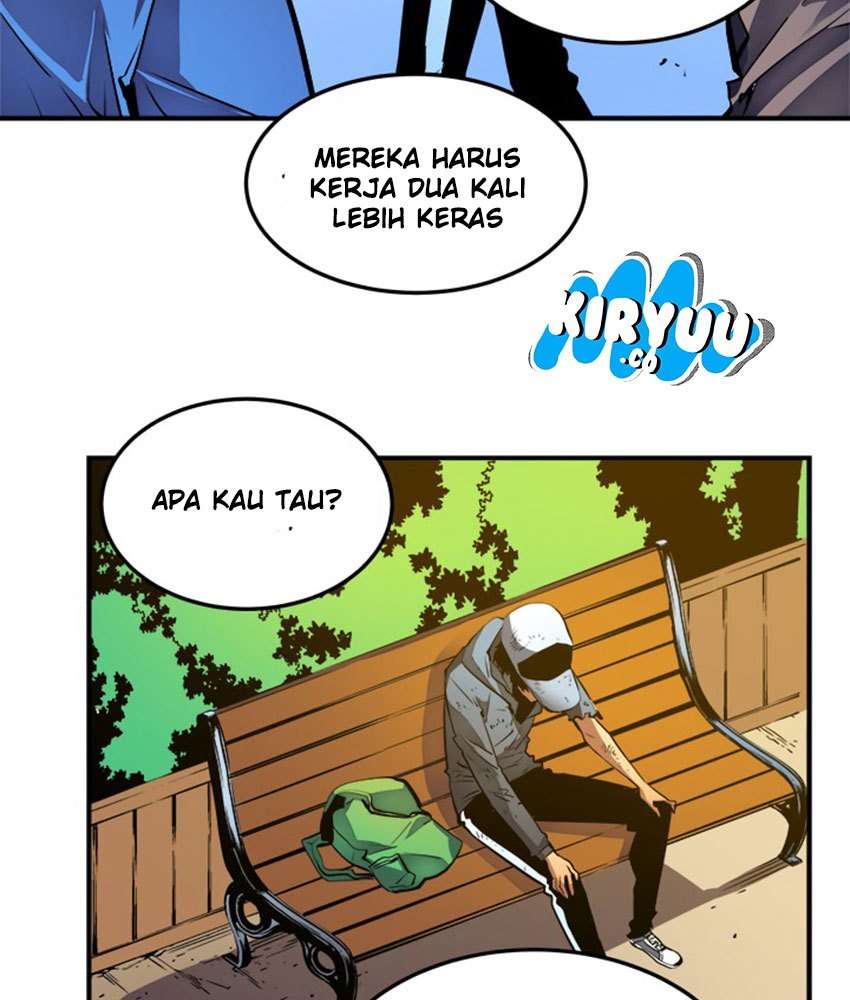 MEREKA HARUS
KERJA DUA KALI
LEBIH KERAS
KIRYUU
.CO
APA KAU TAU?